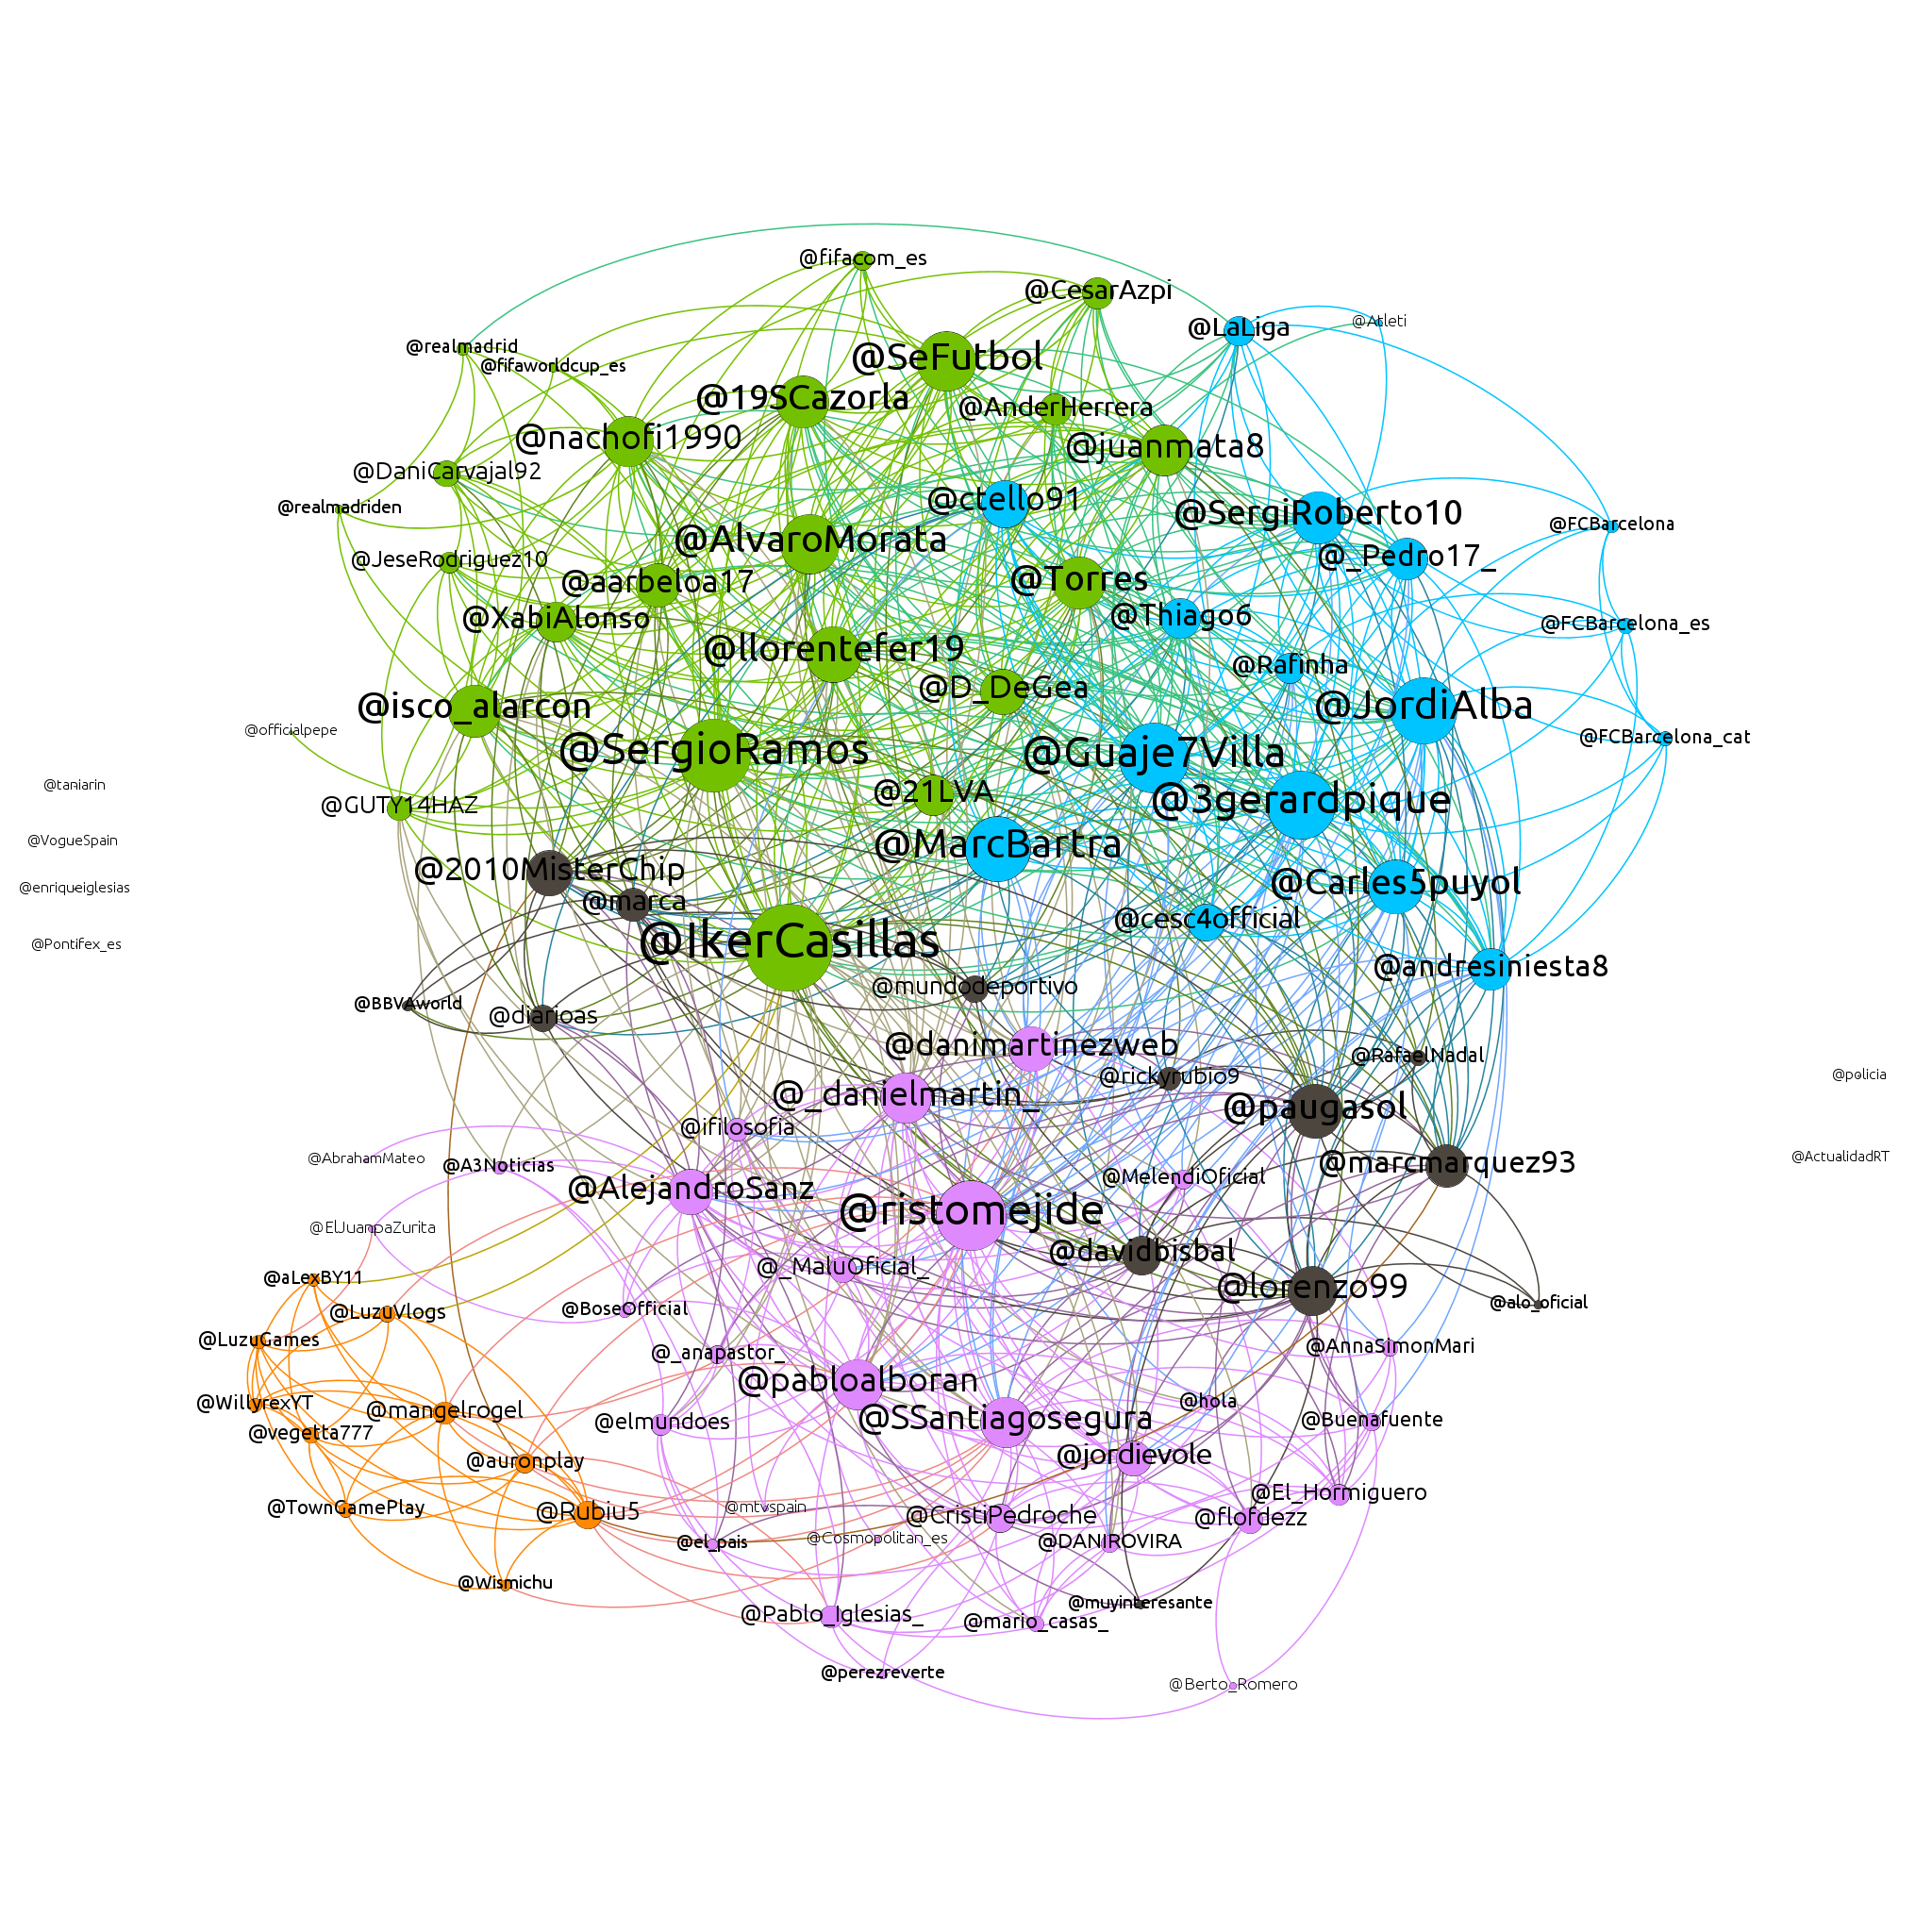 @fifacom_es
@CesarAzpi
@Atleti
@LaLiga
@realmadrid
@fifaworldcup_es
@SeFutbol
@19SCazorla
@AnderHerrera
@nachofi1990
@juanmata8
@DaniCarvajal92
@ctello91
@realmadriden
@SergiRoberto10
@FCBarcelona
@AlvaroMorata
@_Pedro17_
@JeseRodriguez10
@aarbeloa17
@Torres
@XabiAlonso
@Thiago6
@FCBarcelona_es
@llorentefer19
@Rafinha
@D_DeGea
@isco_alarcon
@JordiAlba
@officialpepe
@FCBarcelona_cat
@SergioRamos
@Guaje7Villa
@taniarin
@21LVA
@3gerardpique
@GUTY14HAZ
@VogueSpain
@MarcBartra
@2010MisterChip
@Carles5puyol
@enriqueiglesias
@marca
@cesc4official
@Pontifex_es
@IkerCasillas
@andresiniesta8
@mundodeportivo
@BBVAworld
@diarioas
@danimartinezweb
@RafaelNadal
@rickyrubio9
@policia
@_danielmartin_
@paugasol
@ifilosofia
@AbrahamMateo
@A3Noticias
@ActualidadRT
@marcmarquez93
@MelendiOficial
@AlejandroSanz
@ristomejide
@ElJuanpaZurita
@davidbisbal
@_MaluOficial_
@aLexBY11
@lorenzo99
@alo_oficial
@LuzuVlogs
@BoseOfficial
@LuzuGames
@AnnaSimonMari
@_anapastor_
@pabloalboran
@WillyrexYT
@hola
@mangelrogel
@elmundoes
@SSantiagosegura
@Buenafuente
@vegetta777
@jordievole
@auronplay
@El_Hormiguero
@TownGamePlay
@mtvspain
@Rubiu5
@CristiPedroche
@flofdezz
@el_pais
@Cosmopolitan_es
@DANIROVIRA
@Wismichu
@muyinteresante
@Pablo_Iglesias_
@mario_casas_
@perezreverte
@Berto_Romero